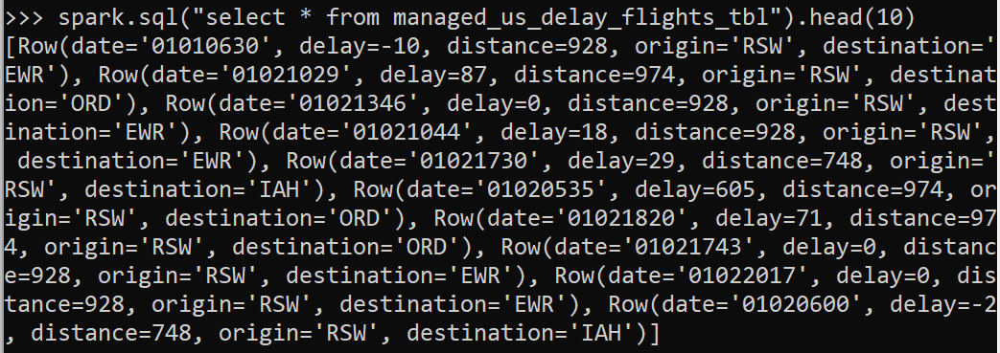 >>> spark.sql("select * from managed_us_delay_flights_tbl").head(10)
[Row(date='01010630', delay=-10, distance=928, origin='RSW', destination='
EWR'), Row(date='01021029', delay=87, distance=974, origin='RSW', destinat
ion='ORD'), Row(date='01021346', delay=0, distance=928, origin='RSW', dest
ination='EWR'), Row(date='01021044', delay=18, distance=928, origin='RSW',
 destination='EWR'), Row(date='01021730', delay=29, distance=748, origin='
RSW', destination='IAH'), Row(date='01020535', delay=605, distance=974, or
igin='RSW', destination='ORD'), Row(date='01021820', delay=71, distance=97
4, origin='RSW', destination='ORD'), Row(date='01021743', delay=0, distanc
e=928, origin='RSW', destination='EWR'), Row(date='01022017', delay=0, dis
tance=928, origin='RSW', destination='EWR'), Row(date='01020600', delay=-2
, distance=748, origin='RSW', destination='IAH')]